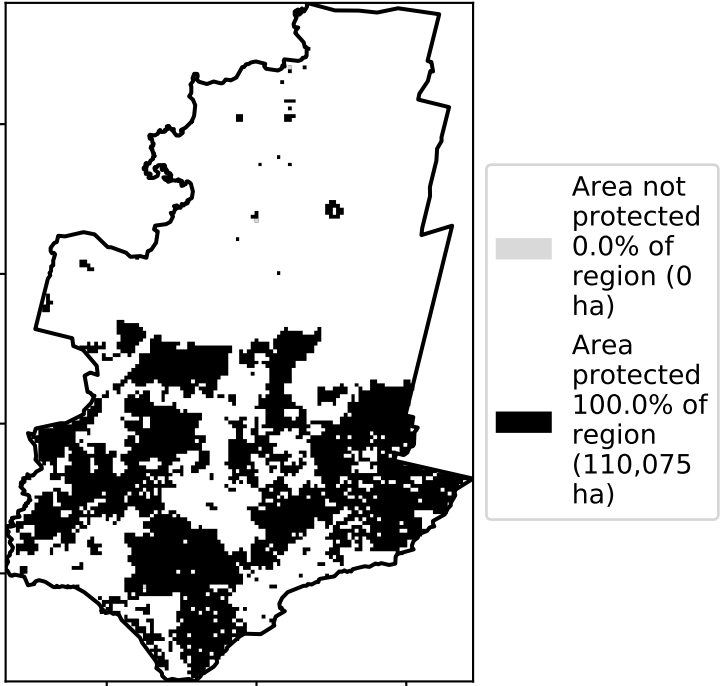 Area not
protected
0.0% of
region (0
ha)
Area
protected
100.0% of
region
(110,075
ha)